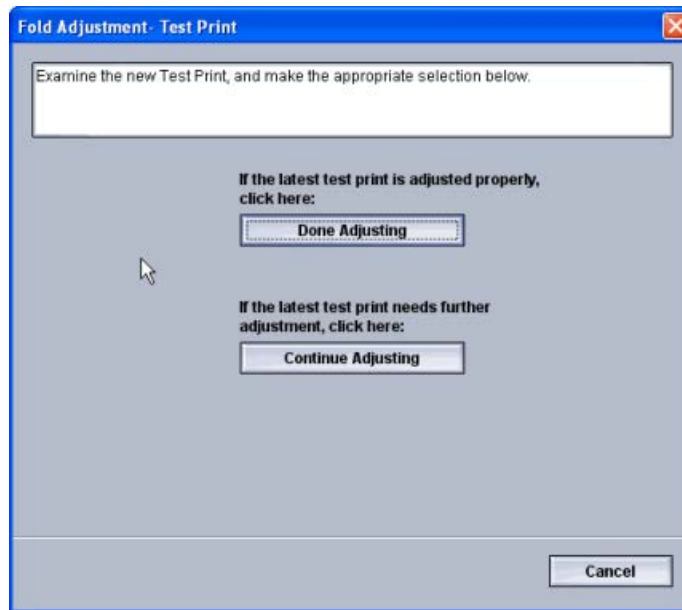 Fold Adjustment- Test Print
Examine the new Test Print, and make the appropriate selection below.
If the latest test print is adjusted properly,
click here:
Done Adjusting
If the latest test print needs further
adjustment, click here:
Continue Adjusting
Cancel